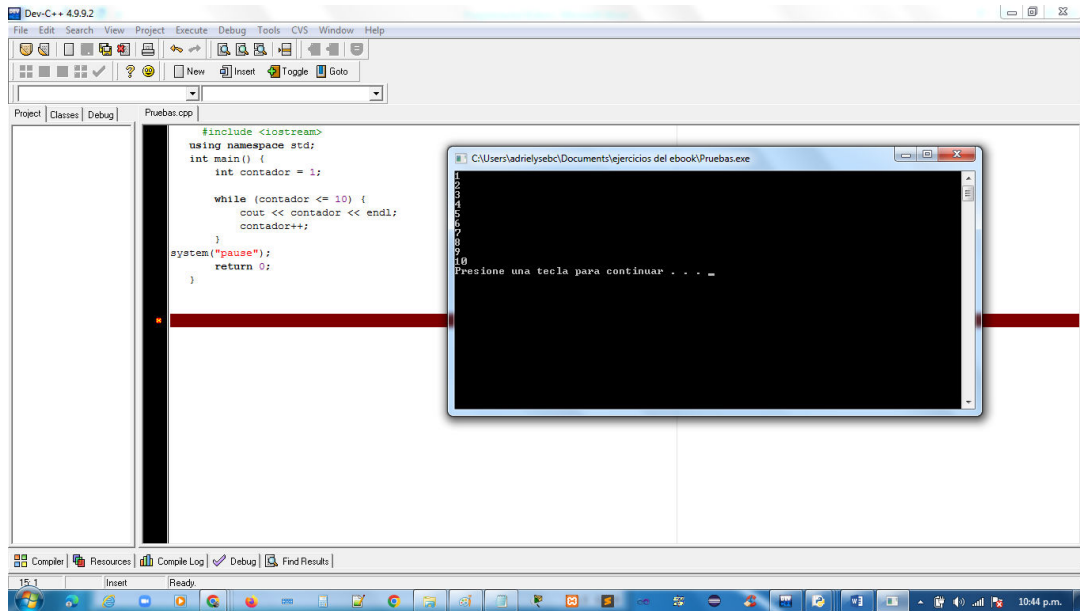 Dev-C++ 4.9.9.2
File Edit Search View Project Execute Debug Tools CVS Window Help
New Insert Toggle Goto
Project Classes Debug Pruebas.cpp
#include <iostream>
using namespace std;
int main() {
int contador = 1;
while (contador <= 10) {
cout << contador << endl;
contador++;
}
system("pause");
return 0;
}
C:\Users\adrielysebc\Documents\ejercicios del ebook\Pruebas.exe
1
2
3
4
5
6
7
8
9
10
Presione una tecla para continuar . . . _
Compiler Resources Compile Log Debug Find Results
15: 1 Insert Ready.
10:44 p.m.